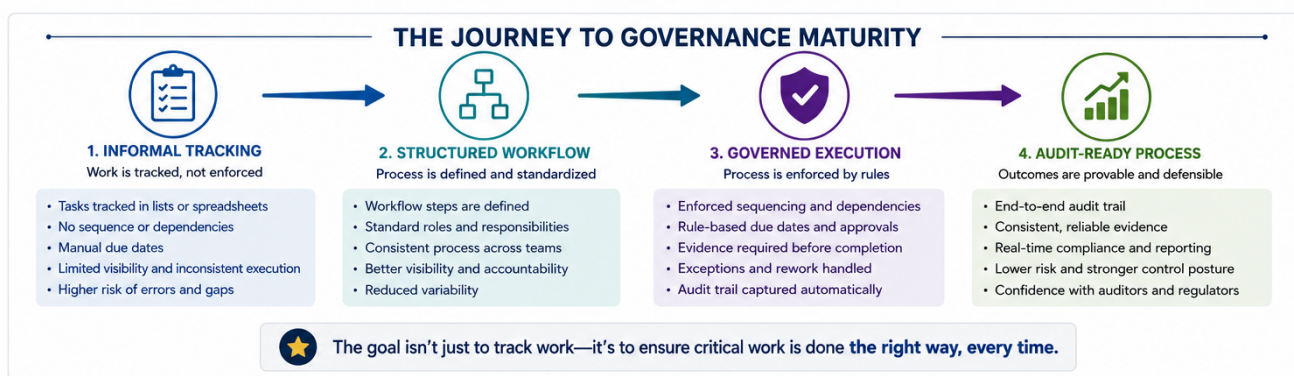 THE JOURNEY TO GOVERNANCE MATURITY
1. INFORMAL TRACKING
Work is tracked, not enforced
• Tasks tracked in lists or spreadsheets
• No sequence or dependencies
• Manual due dates
• Limited visibility and inconsistent execution
• Higher risk of errors and gaps
2. STRUCTURED WORKFLOW
Process is defined and standardized
• Workflow steps are defined
• Standard roles and responsibilities
• Consistent process across teams
• Better visibility and accountability
• Reduced variability
3. GOVERNED EXECUTION
Process is enforced by rules
• Enforced sequencing and dependencies
• Rule-based due dates and approvals
• Evidence required before completion
• Exceptions and rework handled
• Audit trail captured automatically
4. AUDIT-READY PROCESS
Outcomes are provable and defensible
• End-to-end audit trail
• Consistent, reliable evidence
• Real-time compliance and reporting
• Lower risk and stronger control posture
• Confidence with auditors and regulators
The goal isn't just to track work—it's to ensure critical work is done the right way, every time.